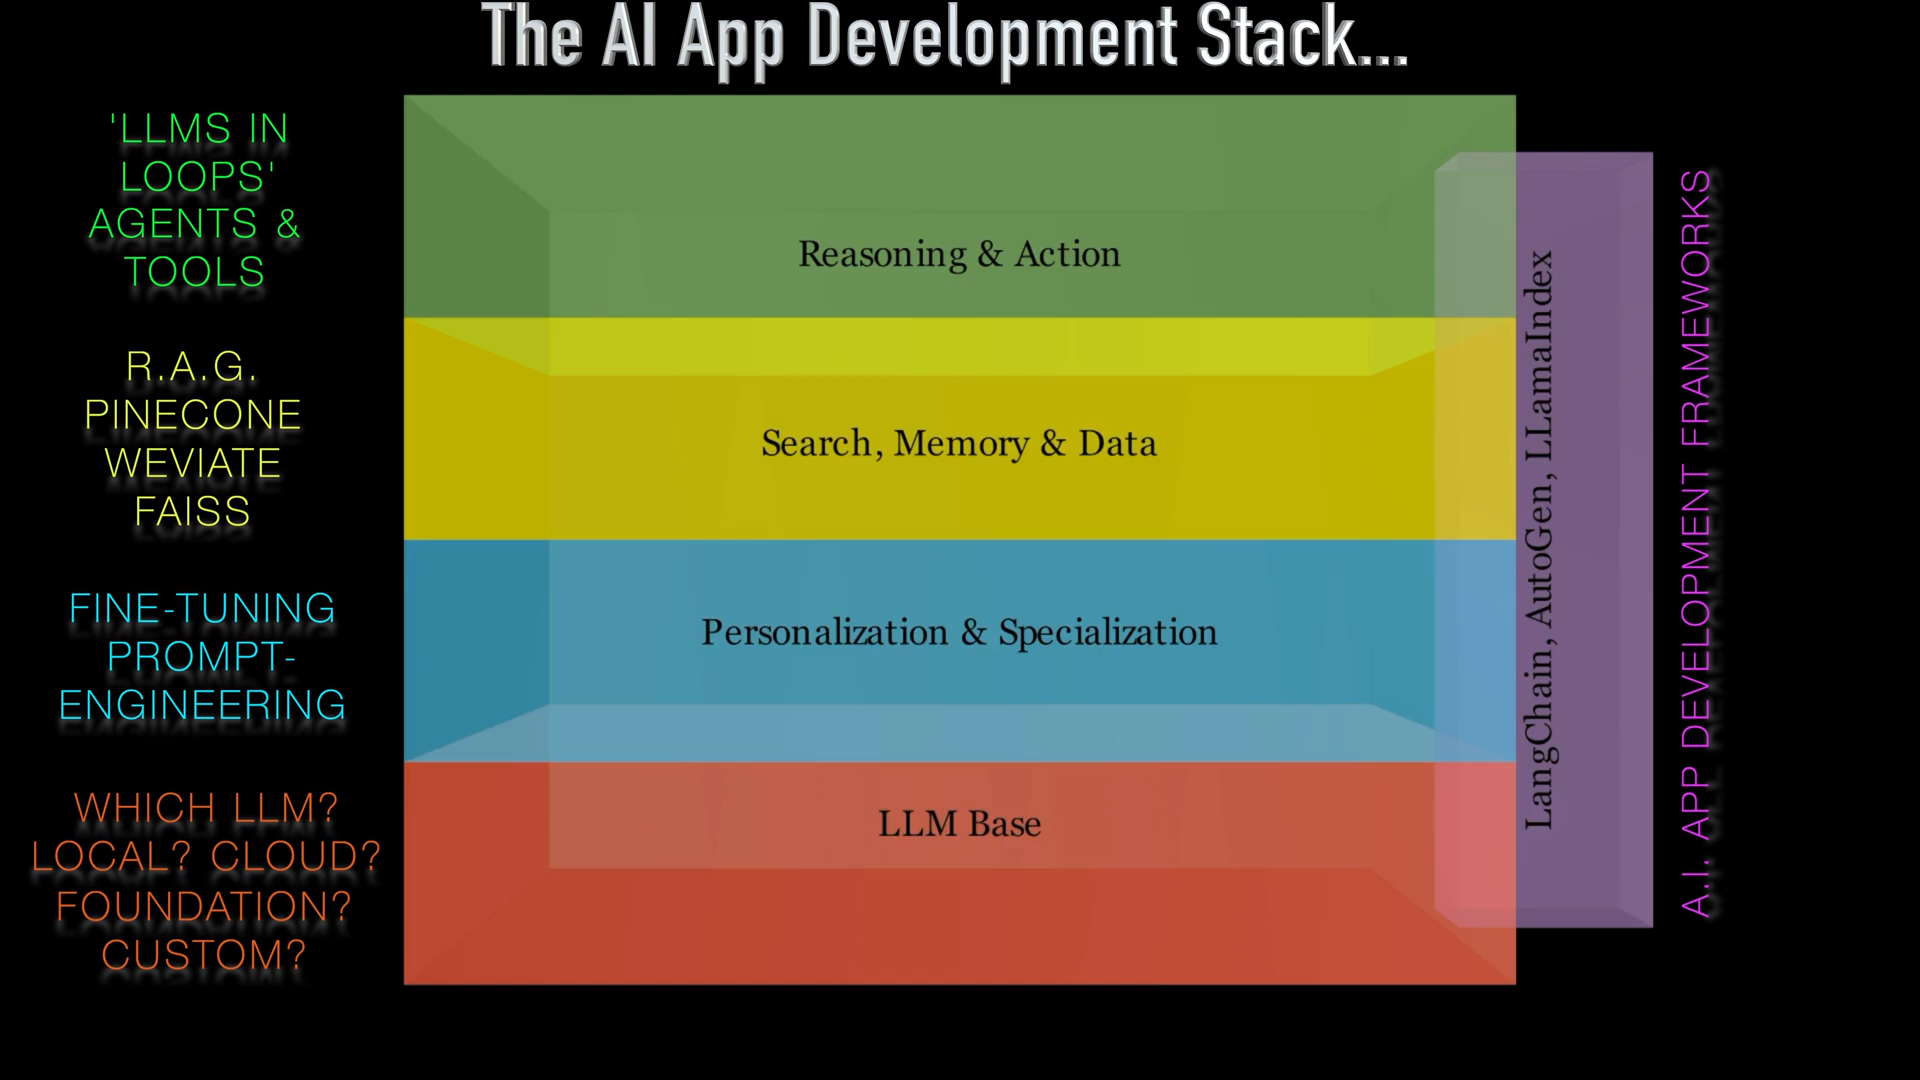 The AI App Development Stack...
'LLMS IN
LOOPS'
AGENTS &
TOOLS
Reasoning & Action
R.A.G.
PINECONE
WEVIATE
FAISS
Search, Memory & Data
FINE-TUNING
PROMPT-
ENGINEERING
Personalization & Specialization
WHICH LLM?
LOCAL? CLOUD?
FOUNDATION?
CUSTOM?
LLM Base
LangChain, AutoGen, LLamaIndex
A.I. APP DEVELOPMENT FRAMEWORKS